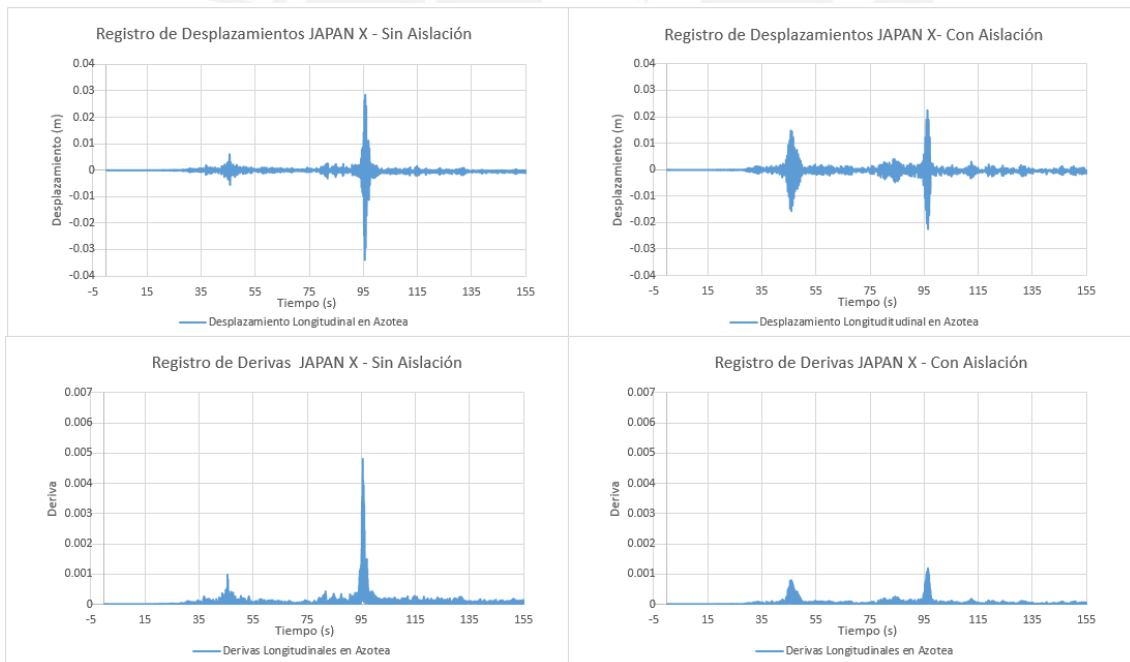 Registro de Desplazamientos JAPAN X - Sin Aislación
0.04
0.03
0.02
0.01
0
-0.01
-0.02
-0.03
-0.04
Desplazamiento (m)
-5 15 35 55 75 95 115 135 155
Tiempo (s)
Desplazamiento Longitudinal en Azotea
Registro de Desplazamientos JAPAN X- Con Aislación
0.04
0.03
0.02
0.01
0
-0.01
-0.02
-0.03
-0.04
Desplazamiento (m)
-5 15 35 55 75 95 115 135 155
Tiempo (s)
Desplazamiento Longituditudinal en Azotea
Registro de Derivas JAPAN X - Sin Aislación
0.007
0.006
0.005
0.004
0.003
0.002
0.001
0
Deriva
-5 15 35 55 75 95 115 135 155
Tiempo (s)
Derivas Longitudinales en Azotea
Registro de Derivas JAPAN X - Con Aislación
0.007
0.006
0.005
0.004
0.003
0.002
0.001
0
Deriva
-5 15 35 55 75 95 115 135 155
Tiempo (s)
Derivas Longitudinales en Azotea